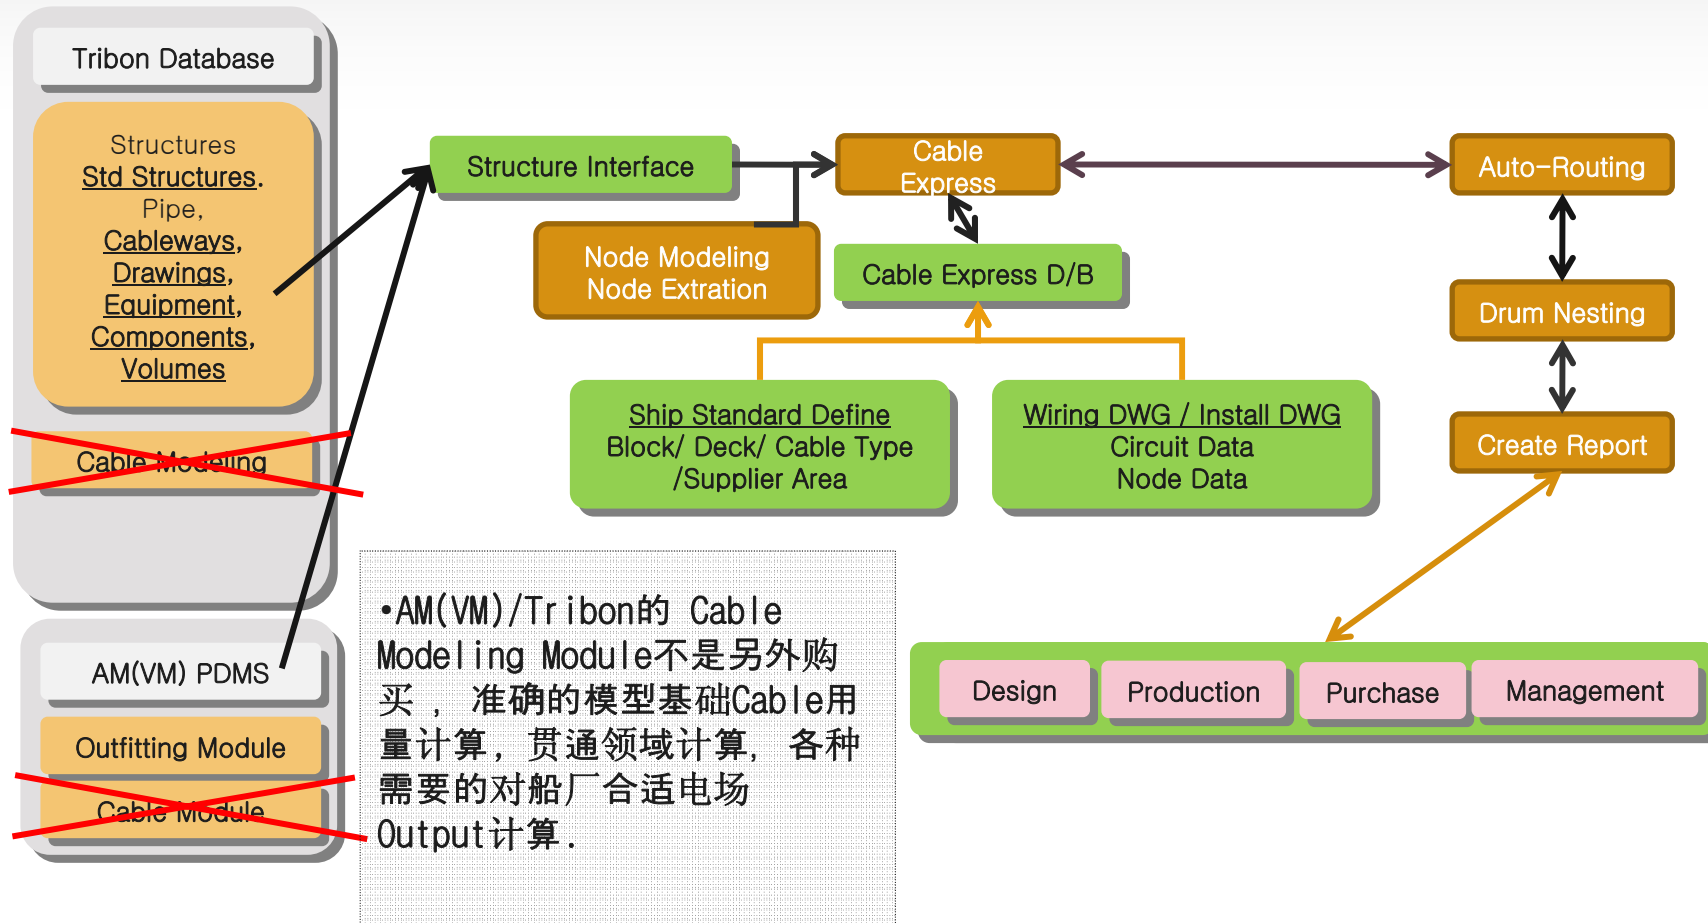 Tribon Database
Structures
Std Structures.
Pipe,
Cableways,
Drawings,
Equipment,
Components,
Volumes
Cable Modeling
AM(VM) PDMS
Outfitting Module
Cable Module
Structure Interface
Node Modeling
Node Extration
Cable
Express
Cable Express D/B
Ship Standard Define
Block/ Deck/ Cable Type
/Supplier Area
Wiring DWG / Install DWG
Circuit Data
Node Data
Auto-Routing
Drum Nesting
Create Report
•AM(VM)/Tribon的 Cable
Modeling Module不是另外购
买 , 准确的模型基础Cable用
量计算, 贯通领域计算, 各种
需要的对船厂合适电场
Output计算.
Design
Production
Purchase
Management